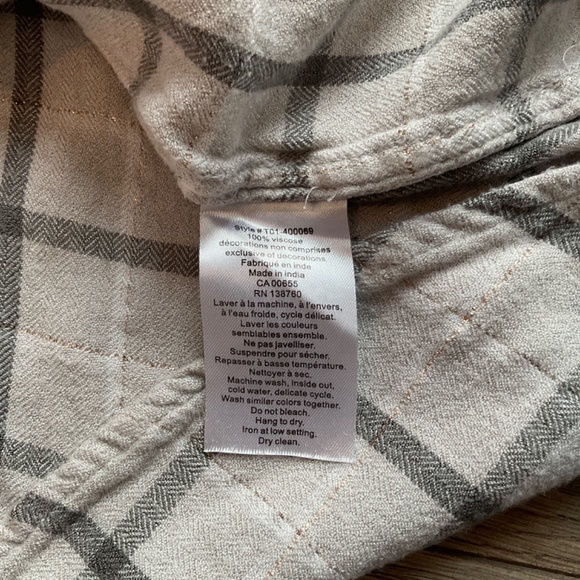 Style # T01-400069
100% viscose
décorations non comprises
exclusive of decorations
Fabriqué en inde
Made in india
CA 00655
RN 138760
Laver à la machine, à l'envers,
à l'eau froide, cycle délicat.
Laver les couleurs
semblables ensemble.
Ne pas javelliser.
Suspendre pour sécher.
Repasser à basse température.
Nettoyer à sec.
Machine wash, inside out,
cold water, delicate cycle.
Wash similar colors together.
Do not bleach.
Hang to dry.
Iron at low setting.
Dry clean.